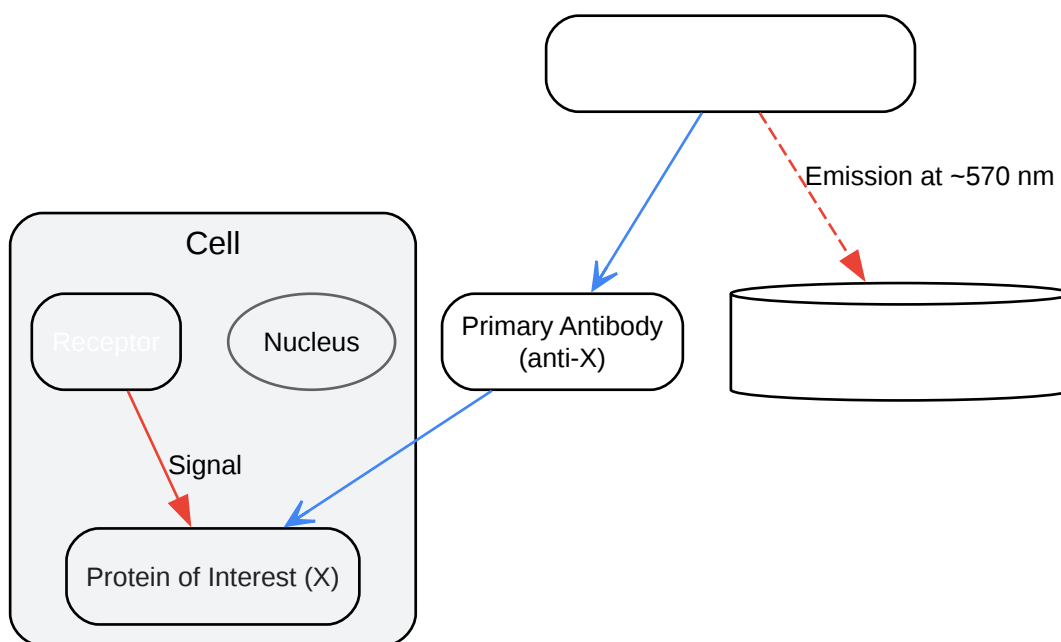 Emission at ~570 nm
Cell
Receptor
Nucleus
Primary Antibody
(anti-X)
Signal
Protein of Interest (X)